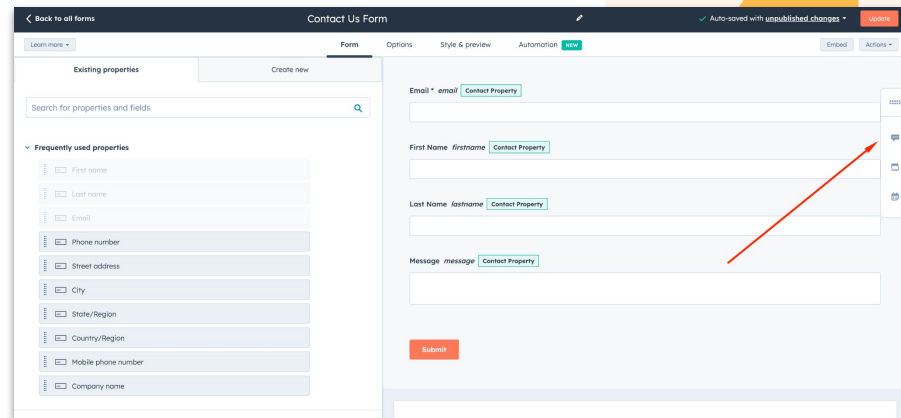 Back to all forms
Contact Us Form
Auto-saved with unpublished changes
Update
Learn more
Form
Options
Style & preview
Automation NEW
Embed
Actions
Existing properties
Create new
Search for properties and fields
Frequently used properties
First name
Last name
Email
Phone number
Street address
City
State/Region
Country/Region
Mobile phone number
Company name
Email * email Contact Property
First Name firstname Contact Property
Last Name lastname Contact Property
Message message Contact Property
Submit